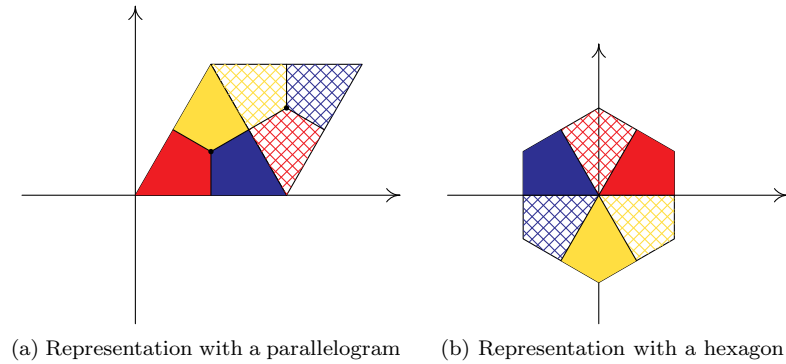 (a) Representation with a parallelogram
(b) Representation with a hexagon